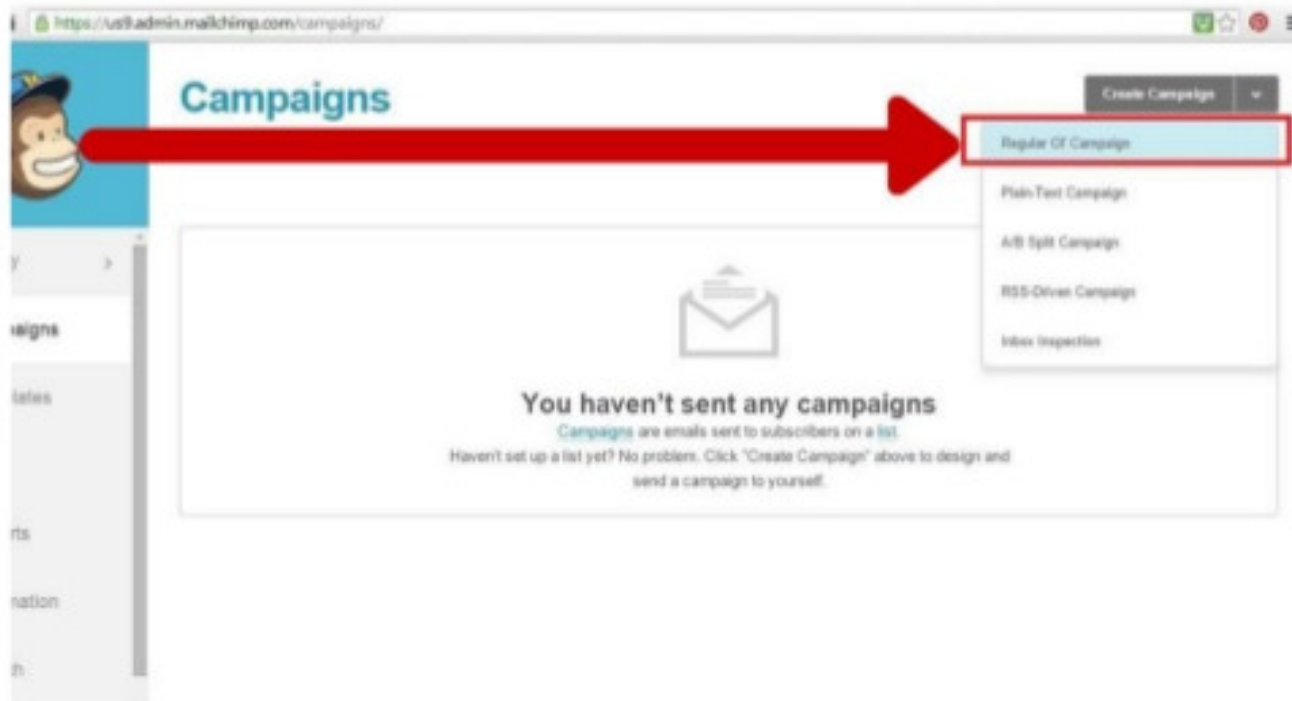 https://us9.admin.mailchimp.com/campaigns/
Campaigns
Create Campaign
Regular Ol' Campaign
Plain-Text Campaign
A/B Split Campaign
RSS-Driven Campaign
Inbox Inspection
y
aigns
lates
rts
mation
h
You haven't sent any campaigns
Campaigns are emails sent to subscribers on a list.
Haven't set up a list yet? No problem. Click "Create Campaign" above to design and
send a campaign to yourself.